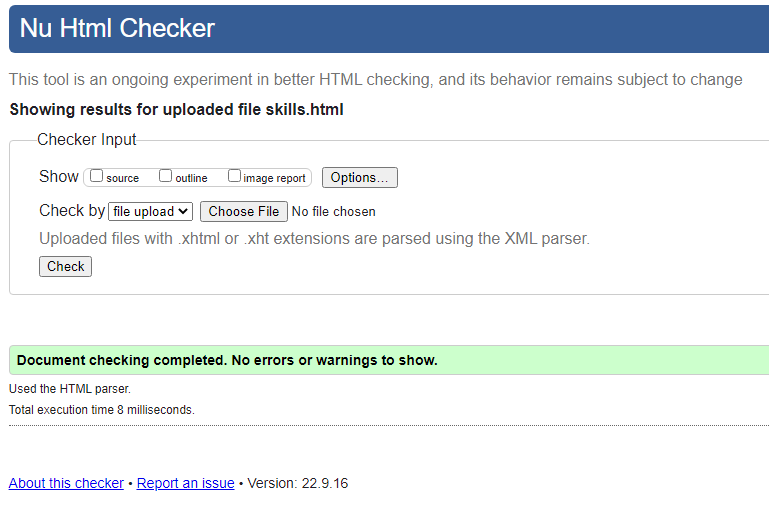 Nu Html Checker
This tool is an ongoing experiment in better HTML checking, and its behavior remains subject to change
Showing results for uploaded file skills.html
Checker Input
Show source outline image report Options...
Check by file upload Choose File No file chosen
Uploaded files with .xhtml or .xht extensions are parsed using the XML parser.
Check
Document checking completed. No errors or warnings to show.
Used the HTML parser.
Total execution time 8 milliseconds.
About this checker • Report an issue • Version: 22.9.16